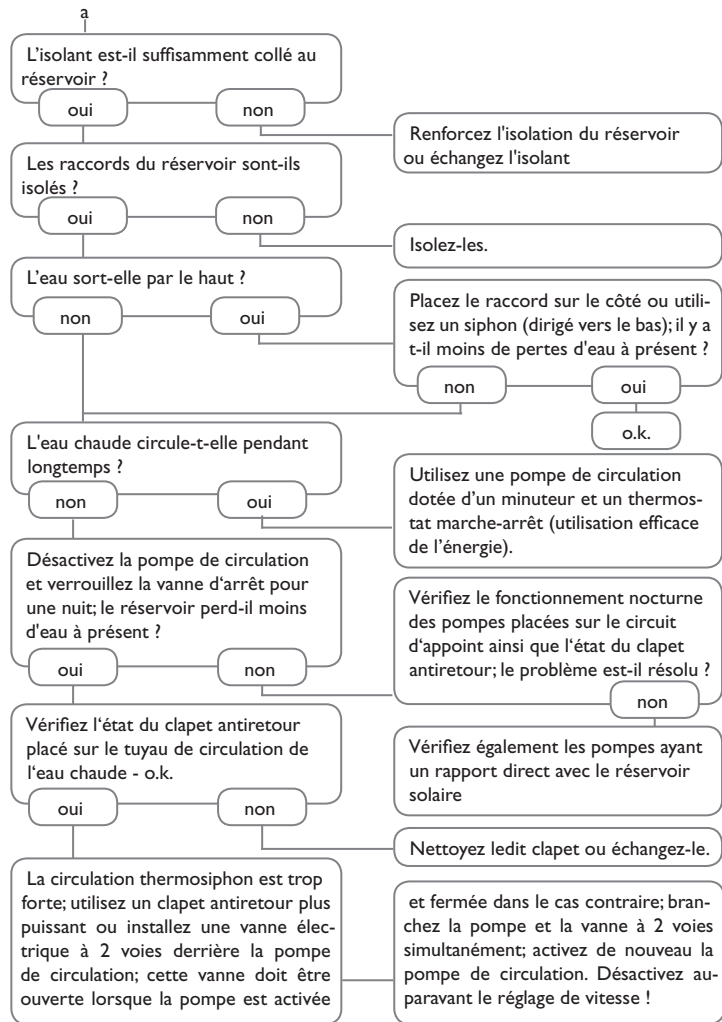 a
L'isolant est-il suffisamment collé au
réservoir ?
oui
non
Renforcez l'isolation du réservoir
ou échangez l'isolant
Les raccords du réservoir sont-ils
isolés ?
oui
non
Isolez-les.
L'eau sort-elle par le haut ?
non
oui
Placez le raccord sur le côté ou utili-
sez un siphon (dirigé vers le bas); il y a
t-il moins de pertes d'eau à présent ?
non
oui
o.k.
L'eau chaude circule-t-elle pendant
longtemps ?
non
oui
Utilisez une pompe de circulation
dotée d'un minuteur et un thermos-
tat marche-arrêt (utilisation efficace
de l'énergie).
Désactivez la pompe de circulation
et verrouillez la vanne d'arrêt pour
une nuit; le réservoir perd-il moins
d'eau à présent ?
oui
non
Vérifiez le fonctionnement nocturne
des pompes placées sur le circuit
d'appoint ainsi que l'état du clapet
antiretour; le problème est-il résolu ?
non
Vérifiez également les pompes ayant
un rapport direct avec le réservoir
solaire
Vérifiez l'état du clapet antiretour
placé sur le tuyau de circulation de
l'eau chaude - o.k.
oui
non
Nettoyez ledit clapet ou échangez-le.
La circulation thermosiphon est trop
forte; utilisez un clapet antiretour plus
puissant ou installez une vanne élec-
trique à 2 voies derrière la pompe
de circulation; cette vanne doit être
ouverte lorsque la pompe est activée
et fermée dans le cas contraire; bran-
chez la pompe et la vanne à 2 voies
simultanément; activez de nouveau la
pompe de circulation. Désactivez au-
paravant le réglage de vitesse !